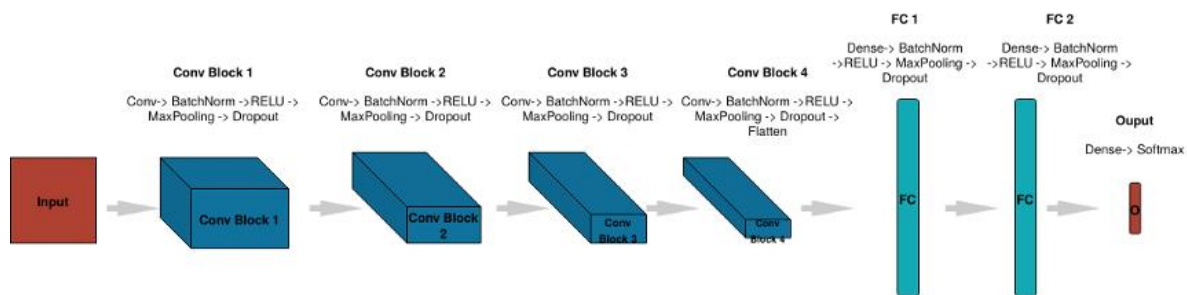 Conv Block 1
Conv-> BatchNorm ->RELU ->
MaxPooling -> Dropout
Conv Block 2
Conv-> BatchNorm ->RELU ->
MaxPooling -> Dropout
Conv Block 3
Conv-> BatchNorm ->RELU ->
MaxPooling -> Dropout
Conv Block 4
Conv-> BatchNorm ->RELU ->
MaxPooling -> Dropout->
Flatten
FC 1
Dense-> BatchNorm
->RELU -> MaxPooling ->
Dropout
FC 2
Dense-> BatchNorm
->RELU -> MaxPooling ->
Dropout
Ouput
Dense-> Softmax
Input
Conv Block 1
Conv Block
2
Conv
Block 3
Conv
Block 4
FC
FC
O